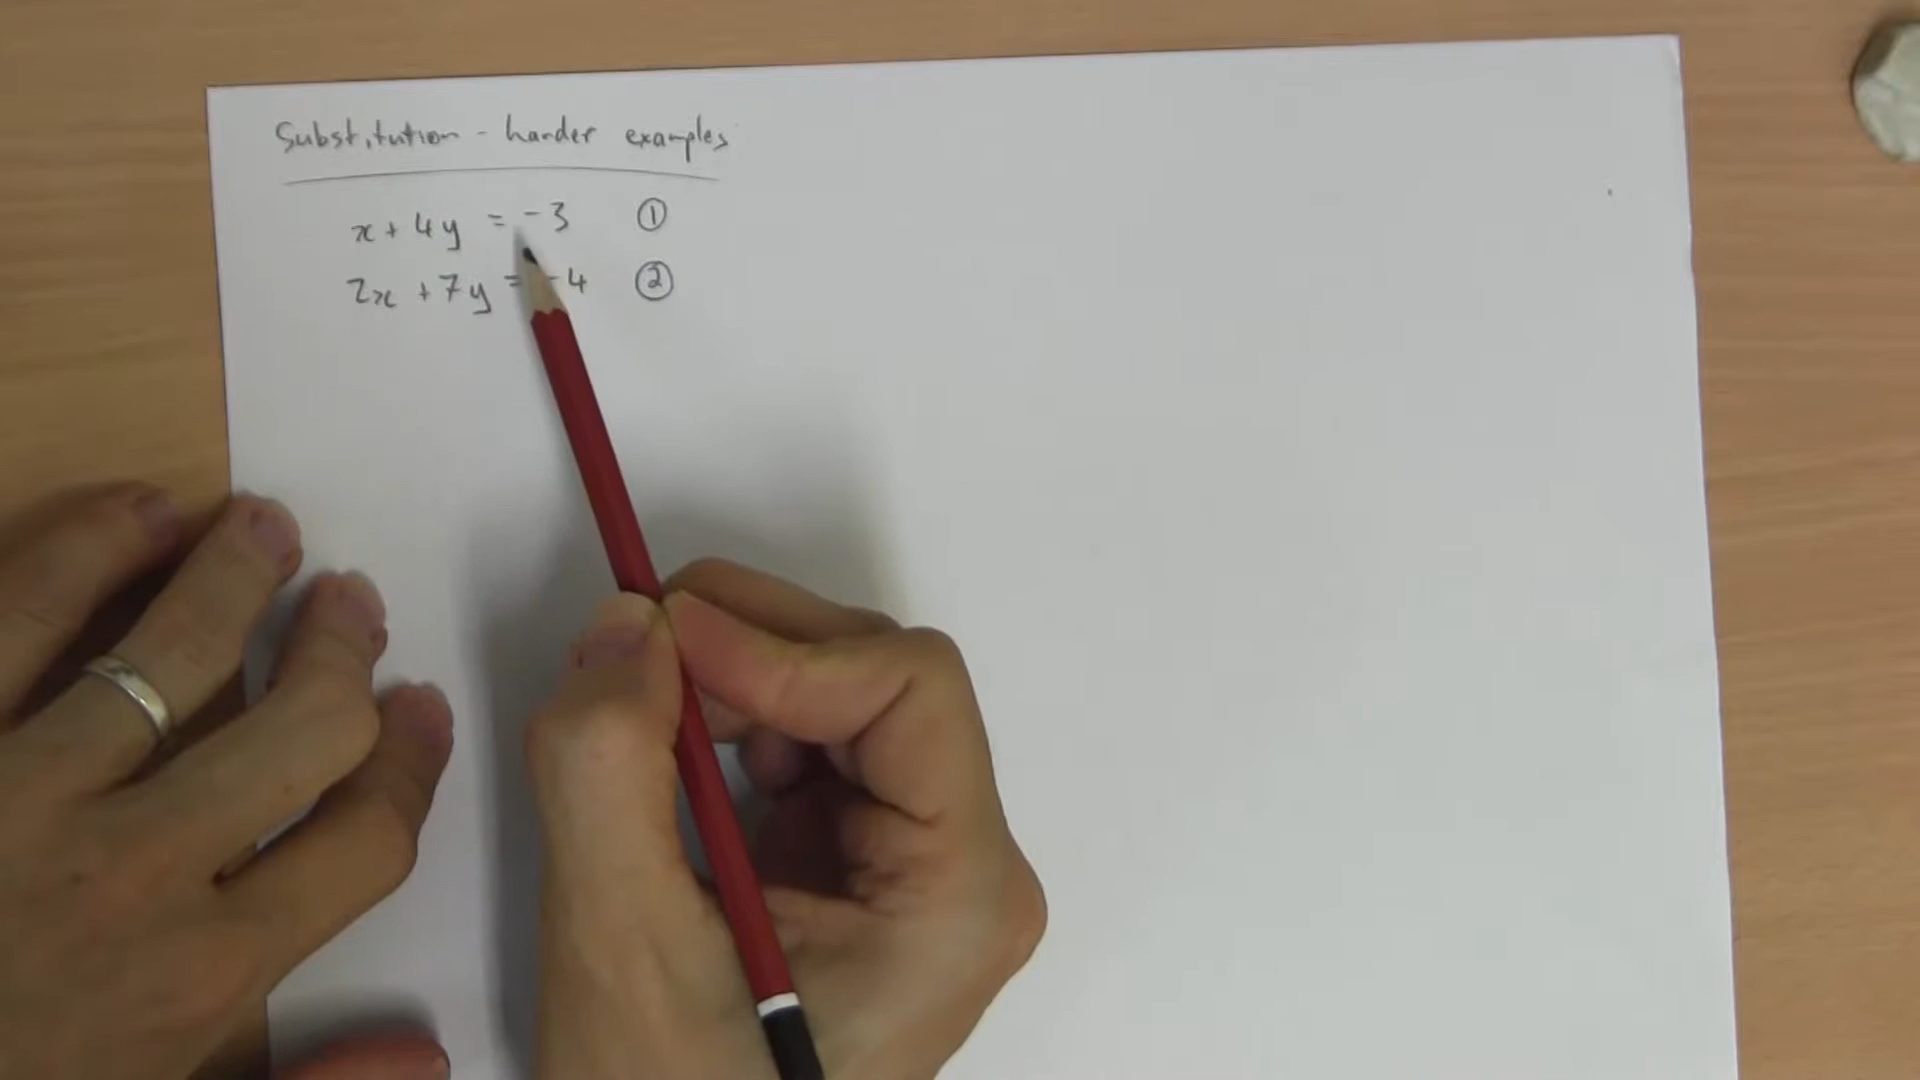 Substitution - harder examples
x + 4y = -3 ①
2x + 7y = -4 ②